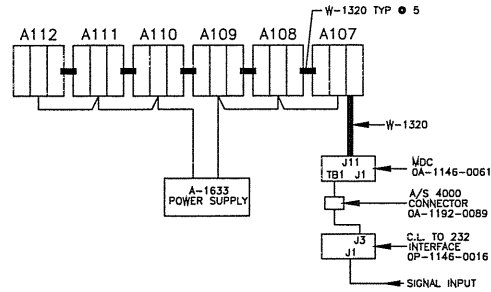 W-1320 TYP @ 5
A112 A111 A110 A109 A108 A107
W-1320
J11
TB1 J1
MDC
0A-1146-0061
A-1633
POWER SUPPLY
A/S 4000
CONNECTOR
0A-1192-0089
J3
J1
C.L. TO 232
INTERFACE
0P-1146-0016
SIGNAL INPUT